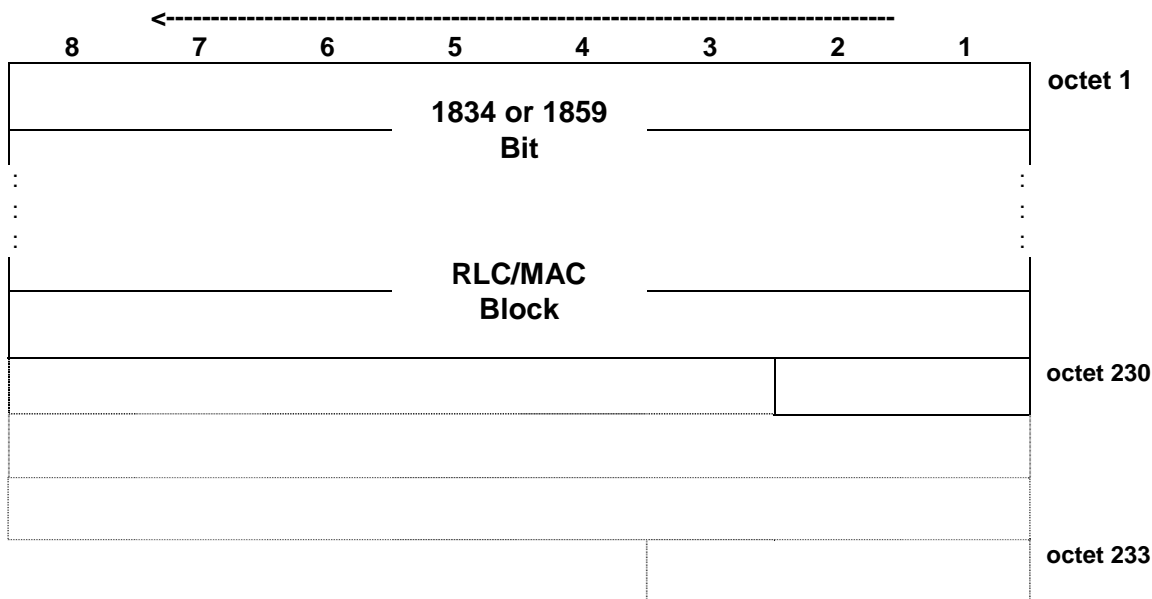 <---------------------------------------------------------------------------------
8 7 6 5 4 3 2 1
octet 1
1834 or 1859
Bit
: :
: :
: :
RLC/MAC
Block
octet 230
octet 233